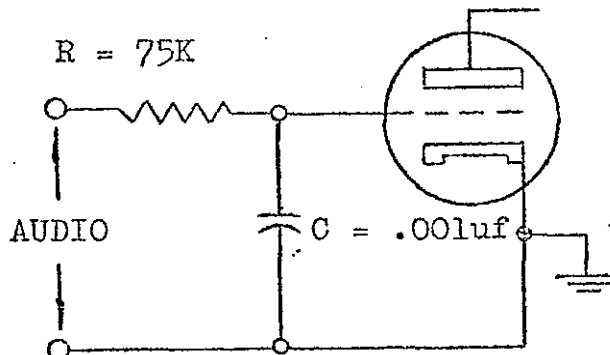 R = 75K
AUDIO
C = .001uf